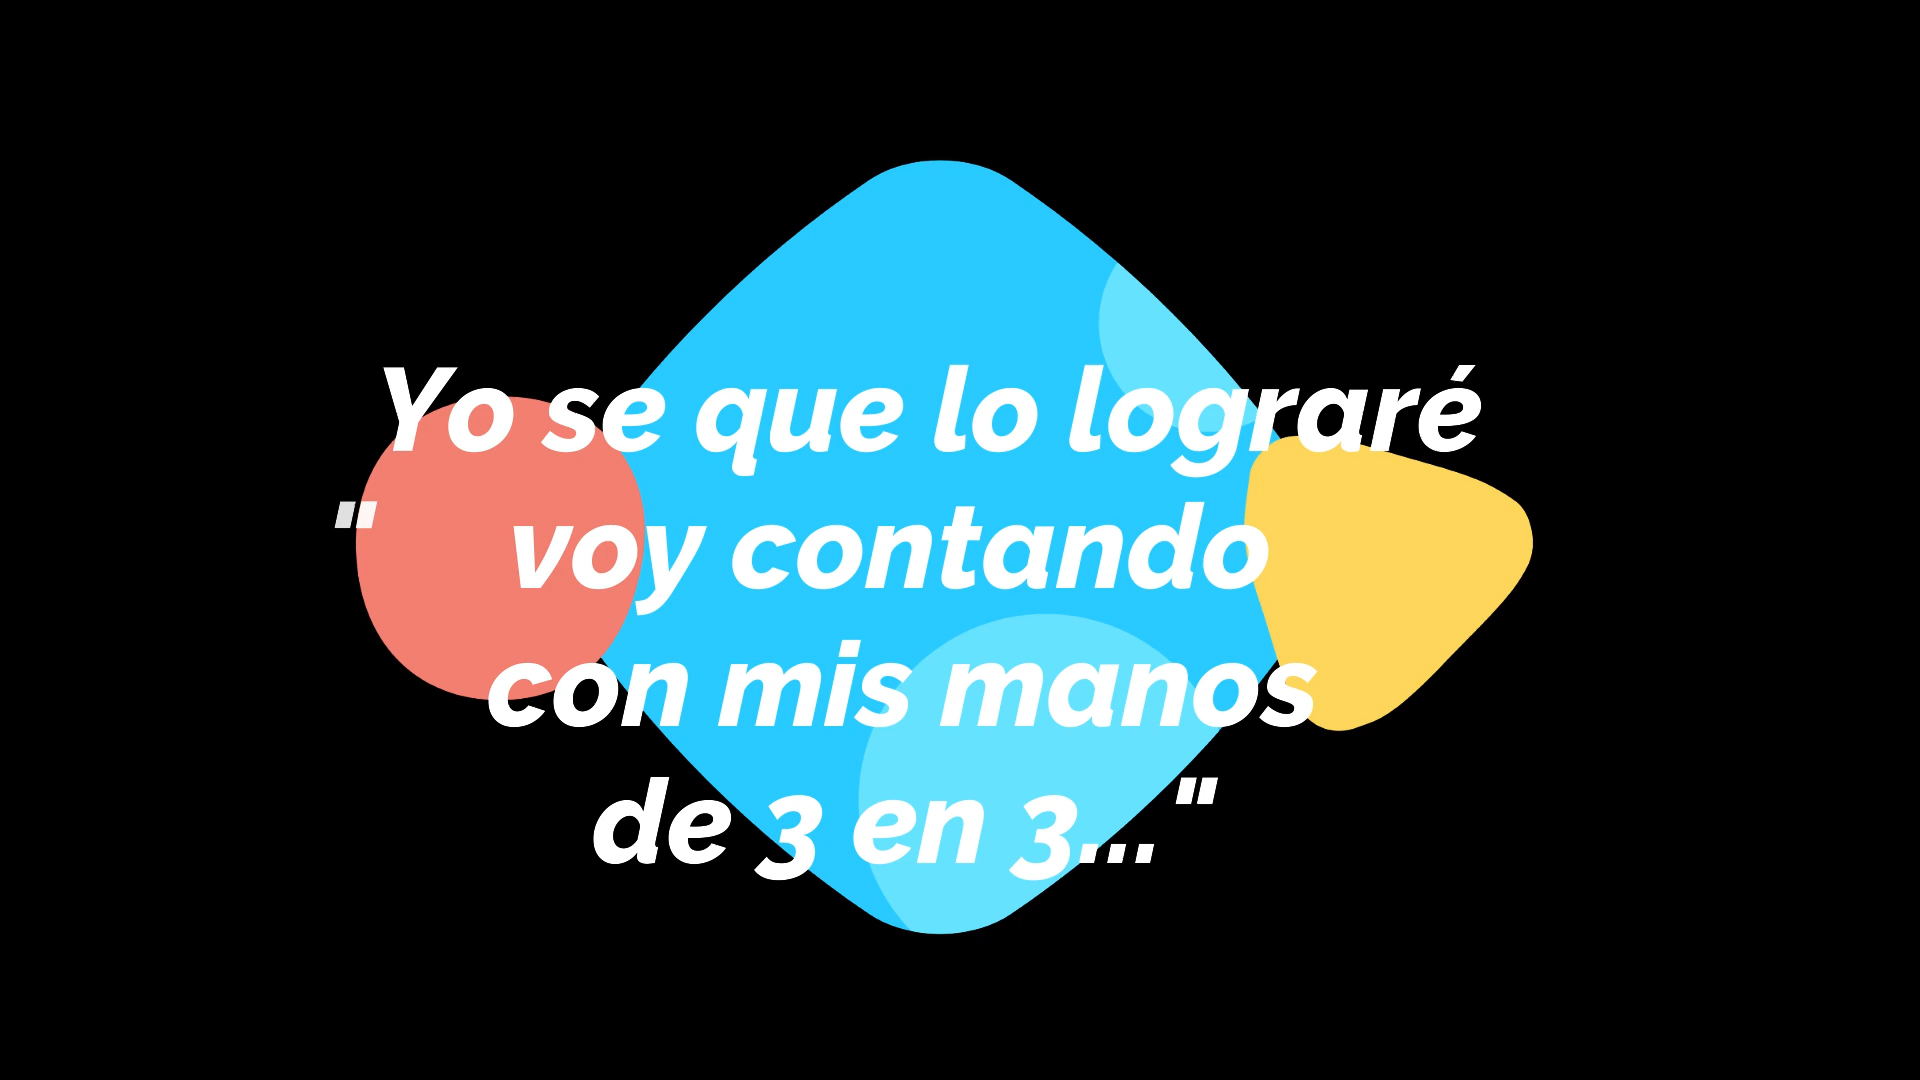 Yo se que lo lograré
" voy contando
con mis manos
de 3 en 3..."